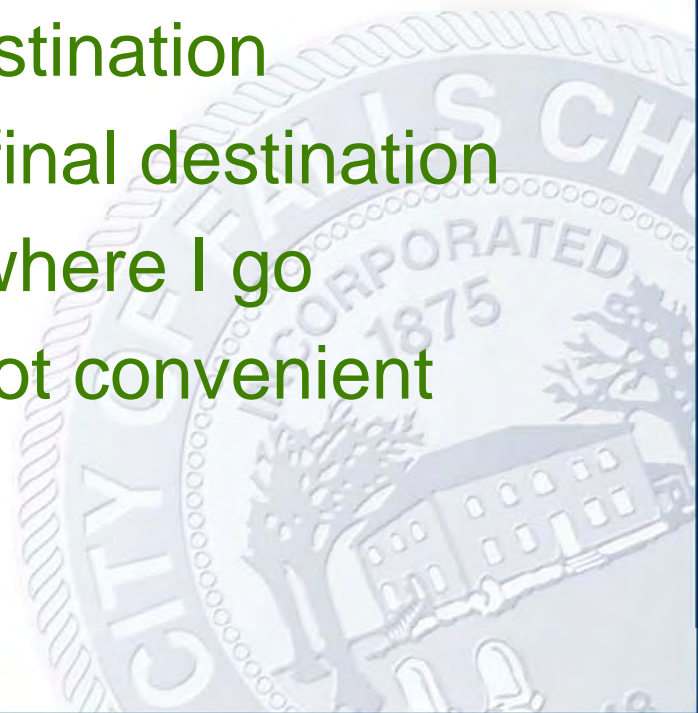 stination
final destination
where I go
ot convenient
CITY OF FALLS CH
INCORPORATED
1875